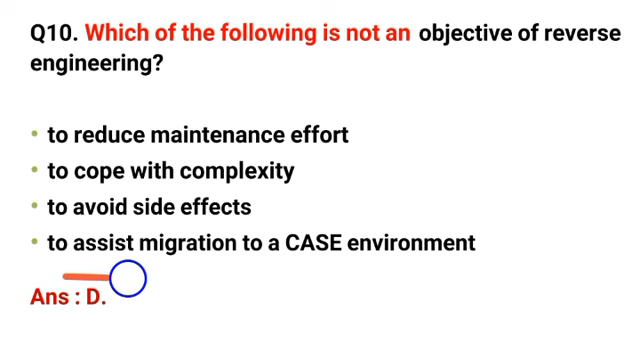 Q10. Which of the following is not an objective of reverse
engineering?
• to reduce maintenance effort
• to cope with complexity
• to avoid side effects
• to assist migration to a CASE environment
Ans : D.